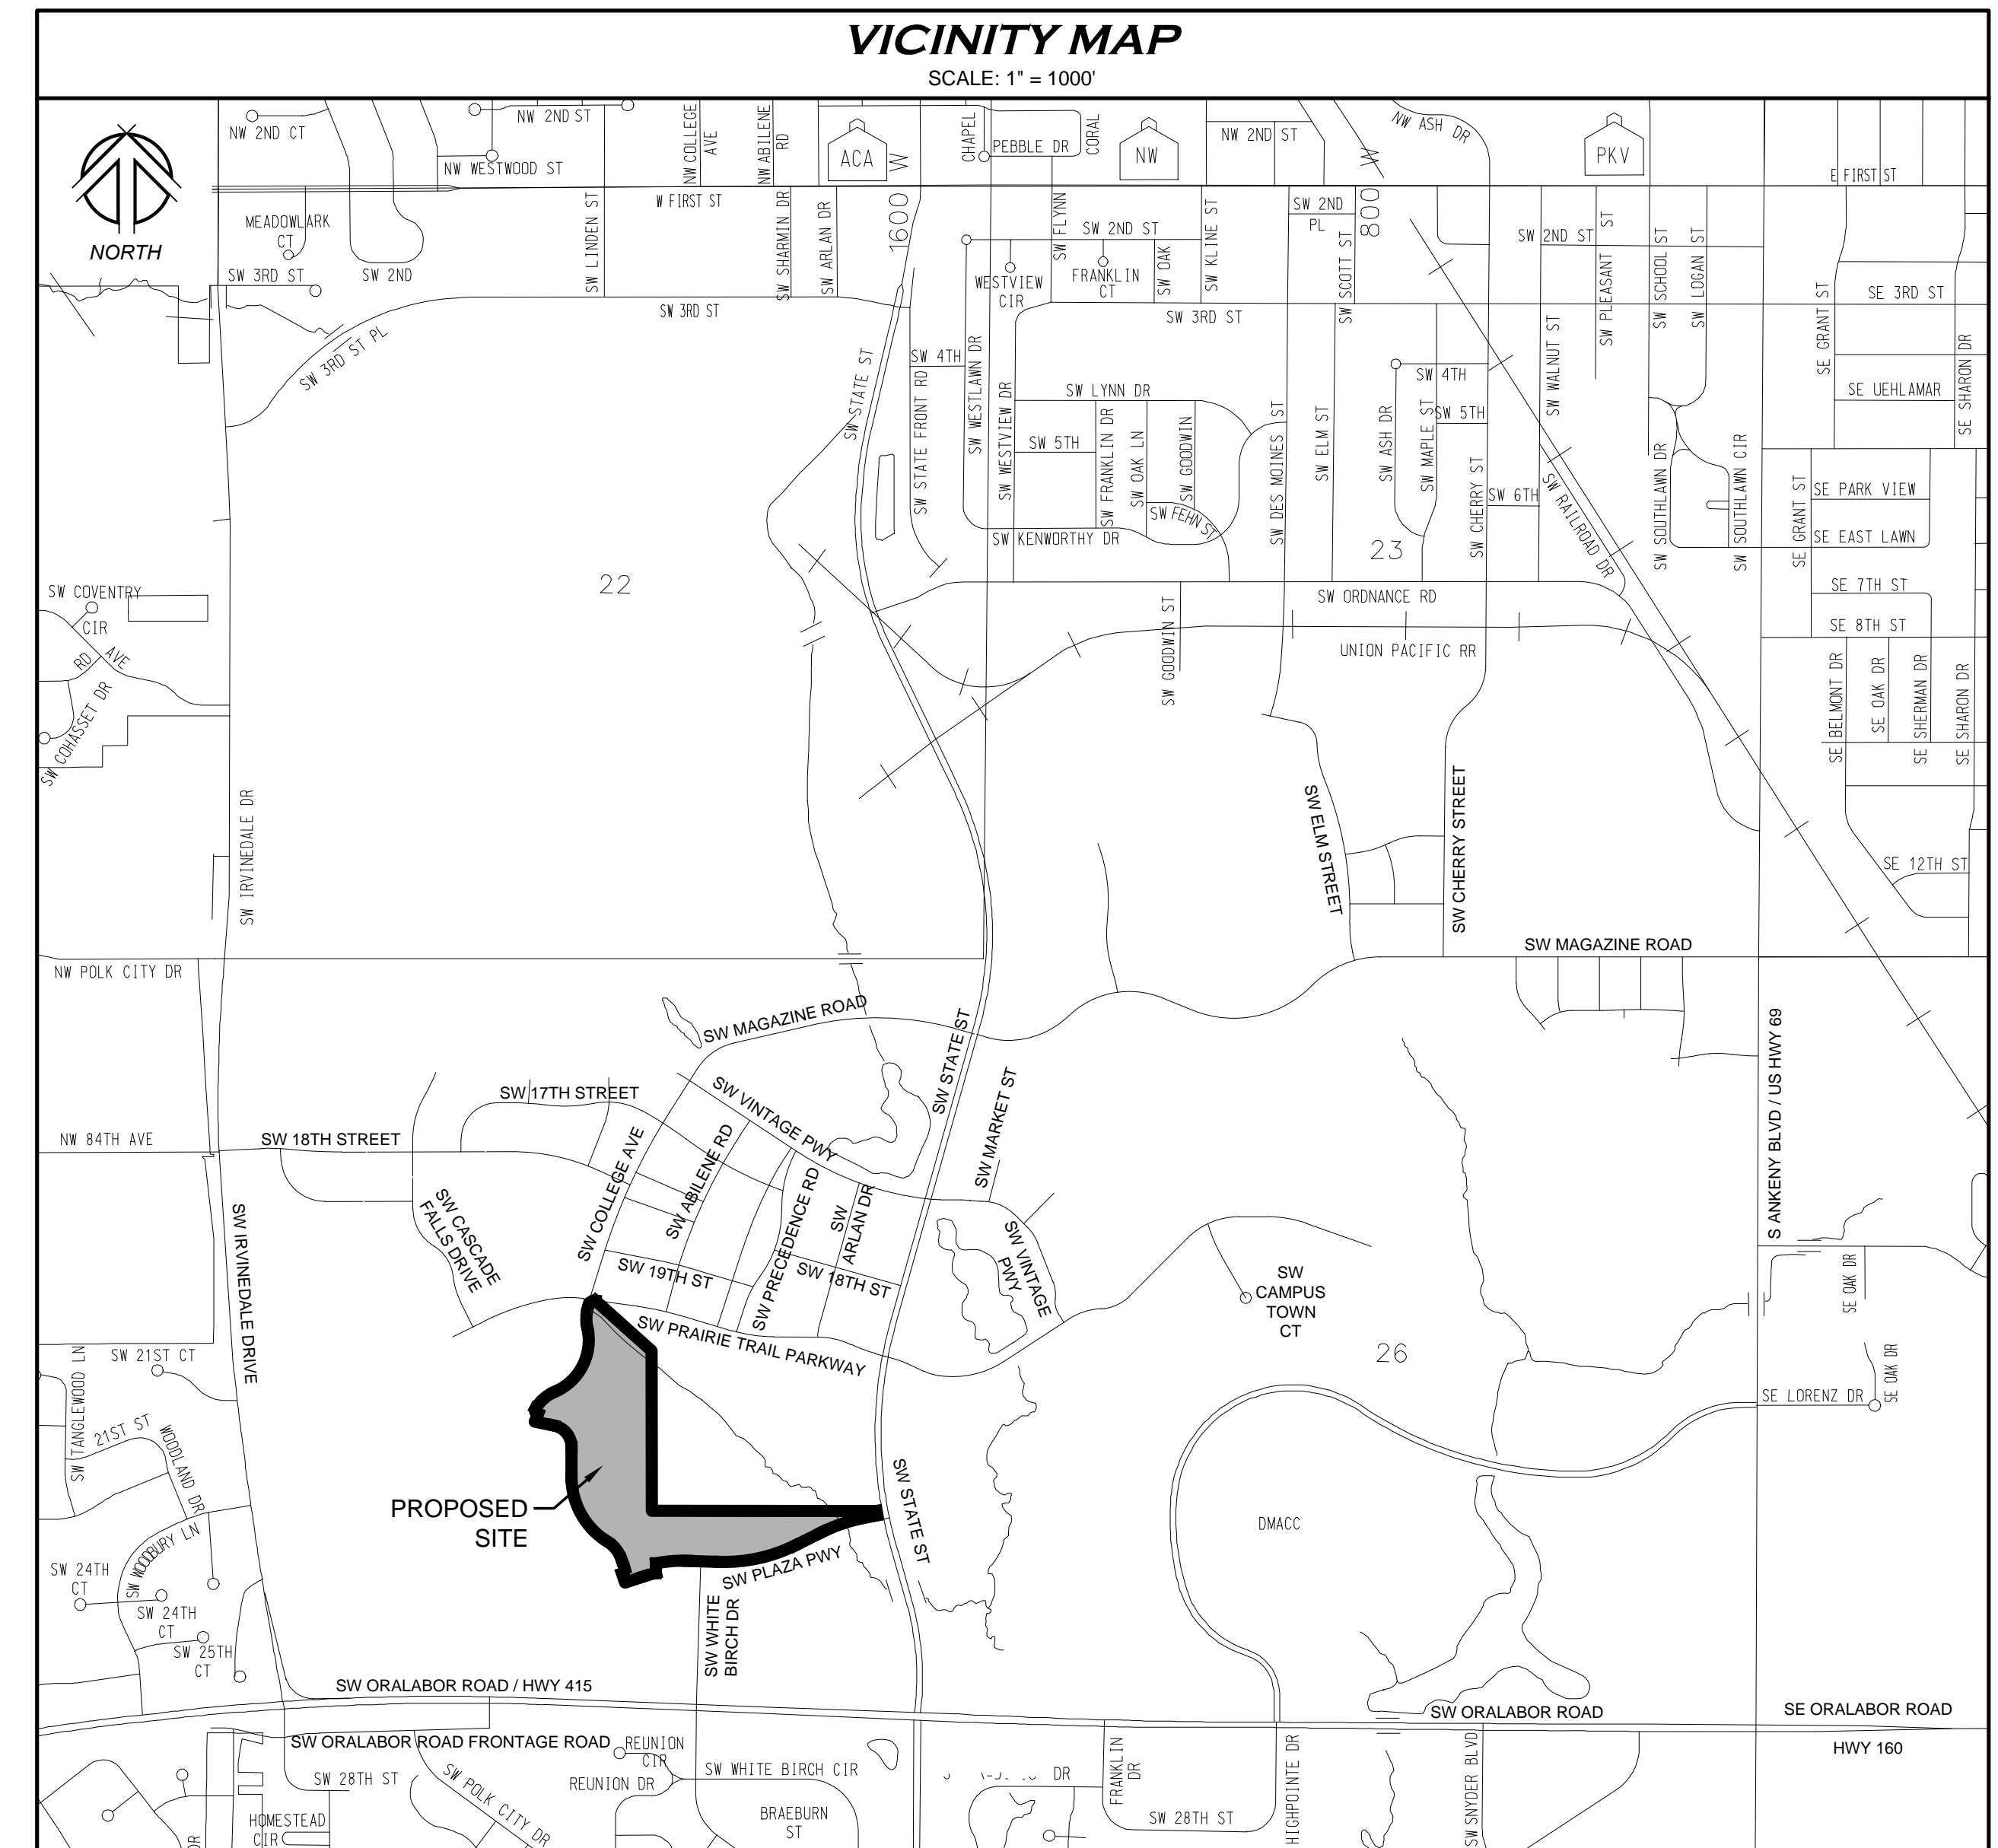 VICINITY MAP
SCALE: 1" = 1000'
NORTH
NW 2ND CT
NW 2ND ST
NW WESTWOOD ST
NW COLLEGE
AVE
NW ABILENE
RD
ACA
W
1600
CHAPEL
PEBBLE DR
CORAL
NW
NW 2ND ST
W
800
NW ASH DR
PKV
E FIRST ST
W FIRST ST
MEADOWLARK
CT
SW 3RD ST
SW 2ND
SW LINDEN ST
SW SHARMIN DR
SW ARLAN DR
SW 3RD ST
SW 3RD ST PL
SW FLYNN
SW 2ND ST
WESTVIEW
CIR
FRANKLIN
CT
SW OAK
SW KLINE ST
SW 2ND
PL
SW SCOTT ST
SW 3RD ST
SW 2ND ST
SW PLEASANT ST
SW SCHOOL ST
SW LOGAN ST
SE 3RD ST
SE GRANT ST
SE UEHLAMAR
SE SHARON DR
SW STATE ST
SW 4TH
SW STATE FRONT RD
SW WESTLAWN DR
SW WESTVIEW DR
SW LYNN DR
SW 5TH
SW FRANKLIN DR
SW OAK LN
SW GOODWIN
SW FEHN ST
SW KENWORTHY DR
SW DES MOINES ST
SW ELM ST
SW ASH DR
SW MAPLE ST
SW 4TH
SW 5TH
SW CHERRY ST
SW 6TH
SW WALNUT ST
SW RAILROAD DR
SW SOUTHLAWN DR
SW SOUTHLAWN CIR
SE GRANT ST
SE PARK VIEW
SE EAST LAWN
SE 7TH ST
SE 8TH ST
22
23
SW ORDNANCE RD
SW GOODWIN ST
UNION PACIFIC RR
SW COVENTRY
CIR
RD
AVE
SW COHASSET DR
SE BELMONT DR
SE OAK DR
SE SHERMAN DR
SE SHARON DR
SW IRVINEDALE DR
SW ELM STREET
SW CHERRY STREET
SE 12TH ST
SW MAGAZINE ROAD
NW POLK CITY DR
SW MAGAZINE ROAD
SW STATE ST
SW MARKET ST
S ANKENY BLVD / US HWY 69
SW 17TH STREET
SW VINTAGE PWY
NW 84TH AVE
SW 18TH STREET
SW COLLEGE AVE
SW ABILENE RD
SW PRECEDENCE RD
SW
ARLAN DR
SW CASCADE
FALLS DRIVE
SW IRVINEDALE DRIVE
SW 19TH ST
SW 18TH ST
SW VINTAGE
PWY
SW PRAIRIE TRAIL PARKWAY
SW
CAMPUS
TOWN
CT
26
SE OAK DR
SE OAK DR
SE LORENZ DR
SW TANGLEWOOD LN
SW 21ST CT
21ST ST
WOODLAND DR
SW WOODBURY LN
SW 24TH
CT
SW 24TH
CT
SW 25TH
CT
PROPOSED
SITE
SW STATE ST
DMACC
SW PLAZA PWY
SW WHITE
BIRCH DR
SW ORALABOR ROAD / HWY 415
SW ORALABOR ROAD
SE ORALABOR ROAD
HWY 160
SW ORALABOR ROAD FRONTAGE ROAD
REUNION
CIR
REUNION DR
SW WHITE BIRCH CIR
SW 28TH ST
SW POLK CITY DR
HOMESTEAD
CIR
DR
BRAEBURN
ST
DR
FRANKLIN
DR
SW 28TH ST
HIGHPOINTE DR
SW SNYDER BLVD